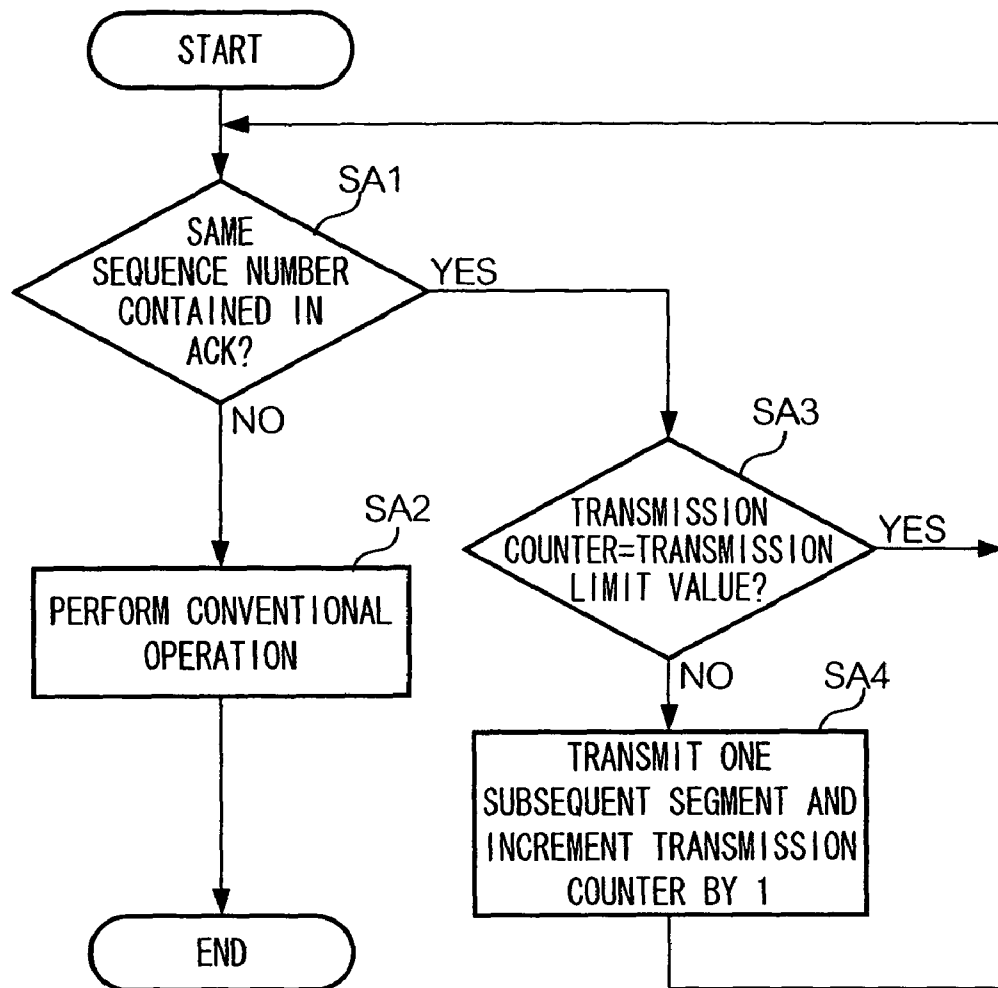 START
SA1
SAME
SEQUENCE NUMBER
CONTAINED IN
ACK?
YES
NO
SA3
TRANSMISSION
COUNTER=TRANSMISSION
LIMIT VALUE?
YES
NO
SA2
PERFORM CONVENTIONAL
OPERATION
SA4
TRANSMIT ONE
SUBSEQUENT SEGMENT AND
INCREMENT TRANSMISSION
COUNTER BY 1
END